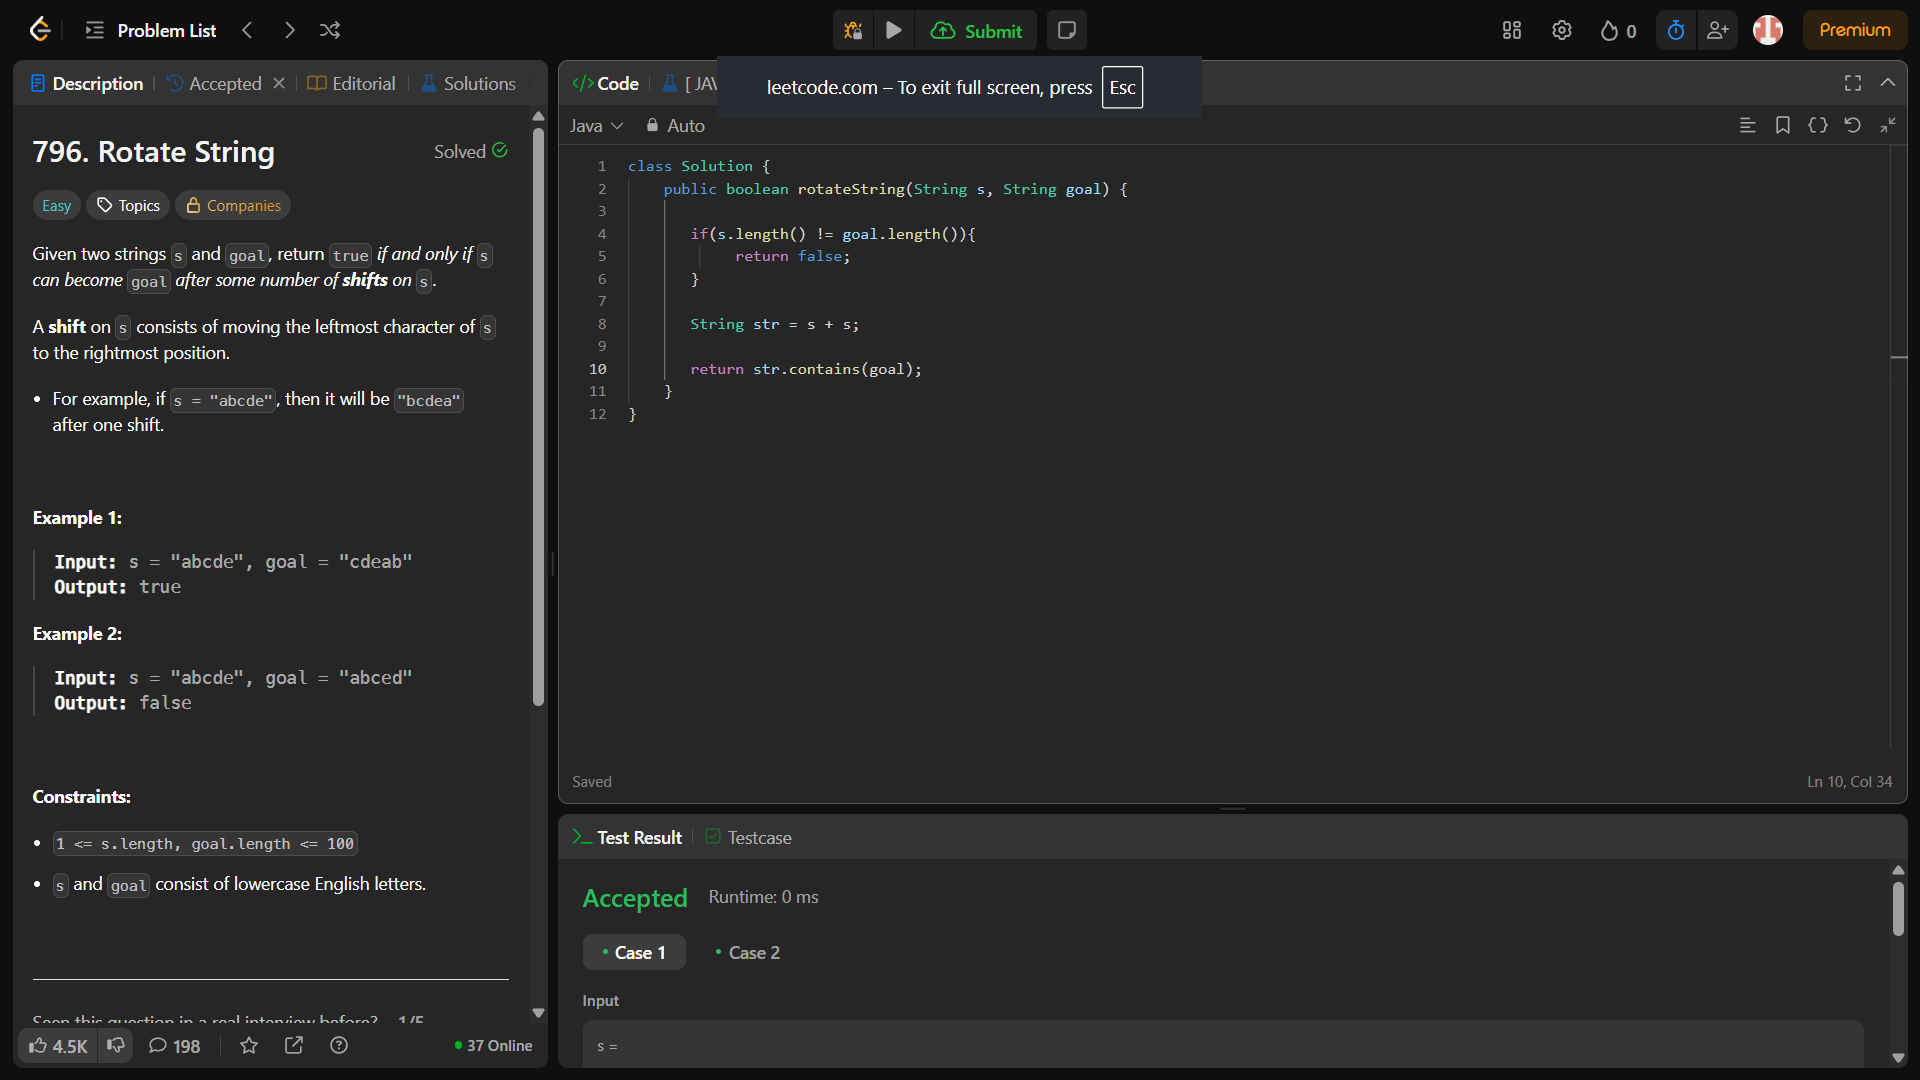 Problem List
Submit
0
Premium
leetcode.com – To exit full screen, press Esc
Description
Accepted
Editorial
Solutions
796. Rotate String
Solved
Easy
Topics
Companies
Given two strings s and goal, return true if and only if s
can become goal after some number of shifts on s.
A shift on s consists of moving the leftmost character of s
to the rightmost position.
• For example, if s = "abcde", then it will be "bcdea"
after one shift.
Example 1:
Input: s = "abcde", goal = "cdeab"
Output: true
Example 2:
Input: s = "abcde", goal = "abced"
Output: false
Constraints:
• 1 <= s.length, goal.length <= 100
• s and goal consist of lowercase English letters.
Seen this question in a real interview before? 1/5
4.5K
198
37 Online
</> Code
[ JAV
Java
Auto
1 class Solution {
2 public boolean rotateString(String s, String goal) {
3
4 if(s.length() != goal.length()){
5 return false;
6 }
7
8 String str = s + s;
9
10 return str.contains(goal);
11 }
12 }
Saved
Ln 10, Col 34
Test Result
Testcase
Accepted
Runtime: 0 ms
• Case 1
• Case 2
Input
s =